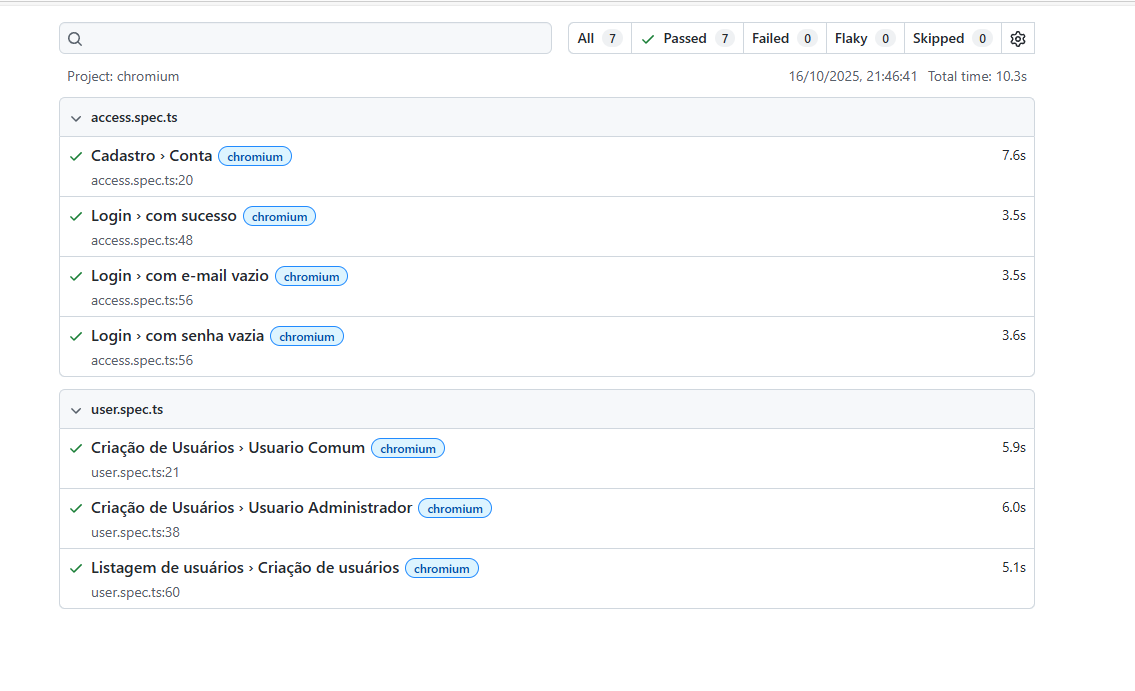 All 7 Passed 7 Failed 0 Flaky 0 Skipped 0
Project: chromium 16/10/2025, 21:46:41 Total time: 10.3s
access.spec.ts
Cadastro › Conta chromium 7.6s
access.spec.ts:20
Login › com sucesso chromium 3.5s
access.spec.ts:48
Login › com e-mail vazio chromium 3.5s
access.spec.ts:56
Login › com senha vazia chromium 3.6s
access.spec.ts:56
user.spec.ts
Criação de Usuários › Usuario Comum chromium 5.9s
user.spec.ts:21
Criação de Usuários › Usuario Administrador chromium 6.0s
user.spec.ts:38
Listagem de usuários › Criação de usuários chromium 5.1s
user.spec.ts:60